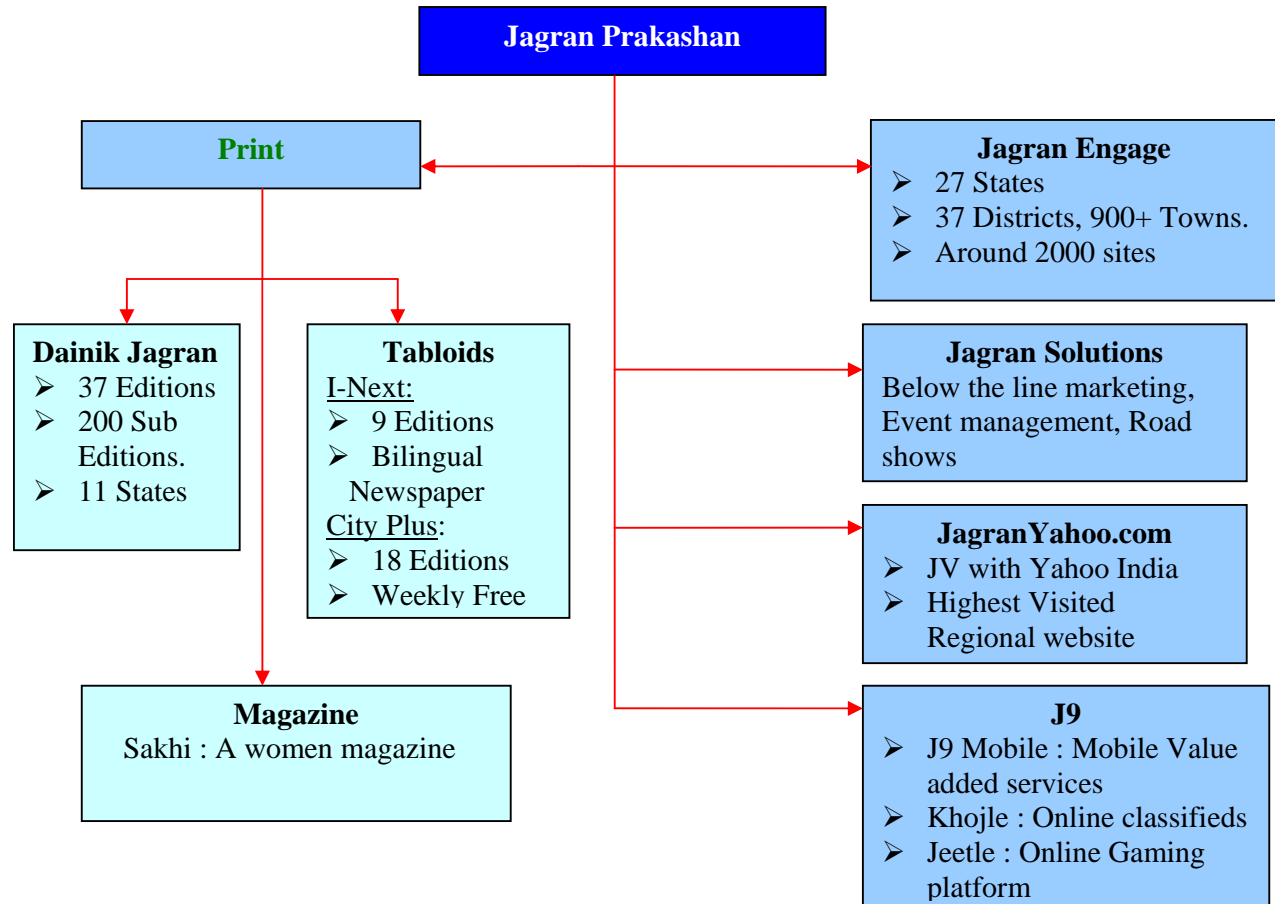 Jagran Prakashan
Print
Jagran Engage
➢ 27 States
➢ 37 Districts, 900+ Towns.
➢ Around 2000 sites
Dainik Jagran
➢ 37 Editions
➢ 200 Sub
Editions.
➢ 11 States
Tabloids
I-Next:
➢ 9 Editions
➢ Bilingual
Newspaper
City Plus:
➢ 18 Editions
➢ Weekly Free
Jagran Solutions
Below the line marketing,
Event management, Road
shows
JagranYahoo.com
➢ JV with Yahoo India
➢ Highest Visited
Regional website
Magazine
Sakhi : A women magazine
J9
➢ J9 Mobile : Mobile Value
added services
➢ Khojle : Online classifieds
➢ Jeetle : Online Gaming
platform